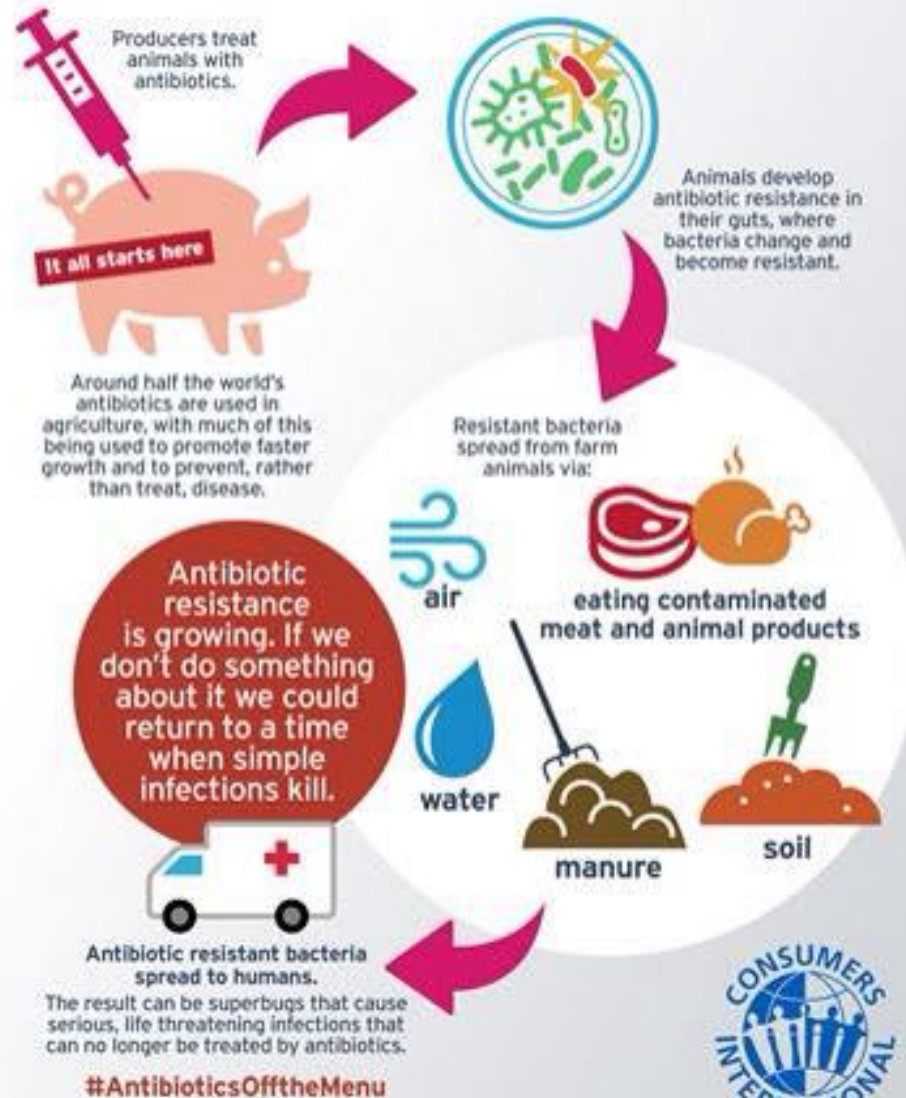 Producers treat
animals with
antibiotics.
It all starts here
Around half the world's
antibiotics are used in
agriculture, with much of this
being used to promote faster
growth and to prevent, rather
than treat, disease.
Animals develop
antibiotic resistance in
their guts, where
bacteria change and
become resistant.
Resistant bacteria
spread from farm
animals via:
air
eating contaminated
meat and animal products
water
manure
soil
Antibiotic
resistance
is growing. If we
don't do something
about it we could
return to a time
when simple
infections kill.
Antibiotic resistant bacteria
spread to humans.
The result can be superbugs that cause
serious, life threatening infections that
can no longer be treated by antibiotics.
#AntibioticsOfftheMenu
CONSUMERS